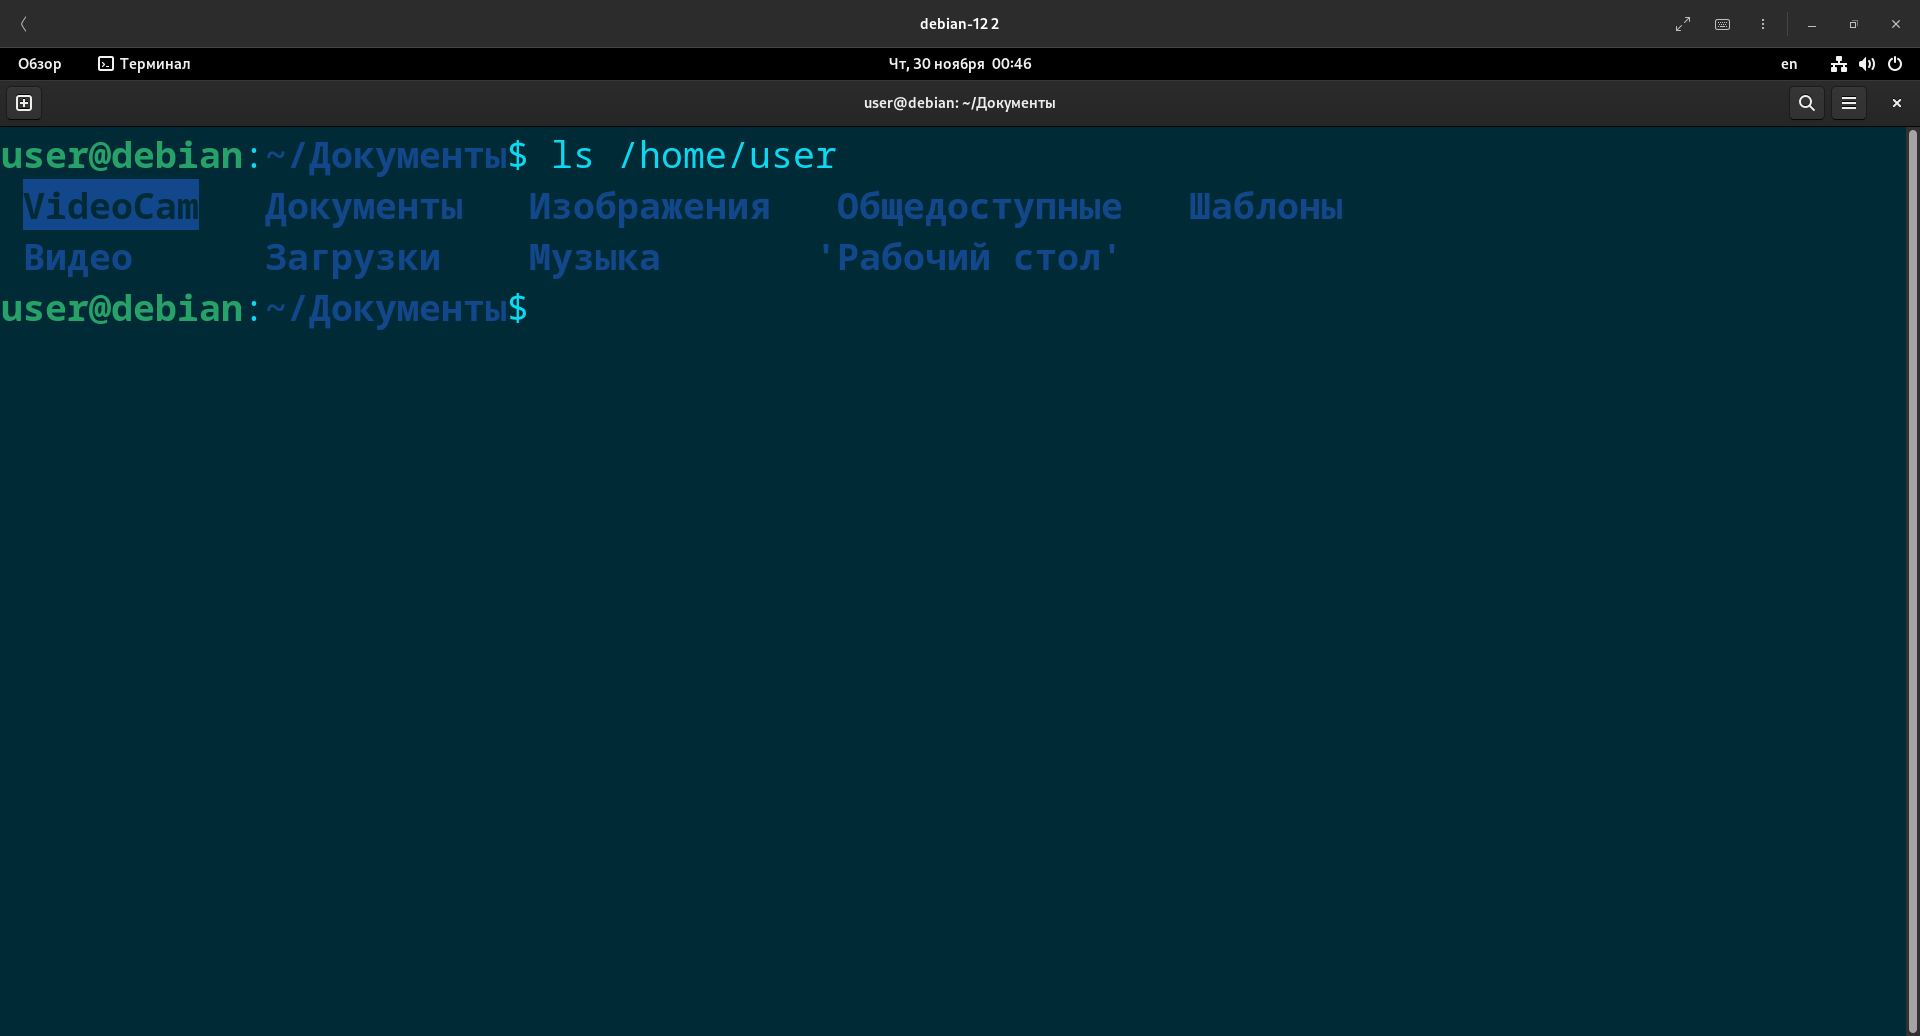 debian-12 2
Обзор Терминал Чт, 30 ноября 00:46 en
user@debian: ~/Документы
user@debian:~/Документы$ ls /home/user
VideoCam Документы Изображения Общедоступные Шаблоны
Видео Загрузки Музыка 'Рабочий стол'
user@debian:~/Документы$